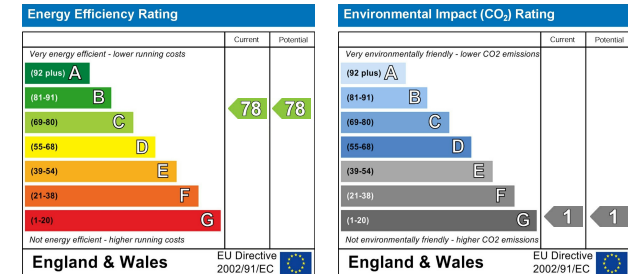 Energy Efficiency Rating
Current Potential
Very energy efficient - lower running costs
(92 plus) A
(81-91) B
(69-80) C
(55-68) D
(39-54) E
(21-38) F
(1-20) G
78 78
Not energy efficient - higher running costs
England & Wales
EU Directive
2002/91/EC
Environmental Impact (CO₂) Rating
Current Potential
Very environmentally friendly - lower CO2 emissions
(92 plus) A
(81-91) B
(69-80) C
(55-68) D
(39-54) E
(21-38) F
(1-20) G
1 1
Not environmentally friendly - higher CO2 emissions
England & Wales
EU Directive
2002/91/EC